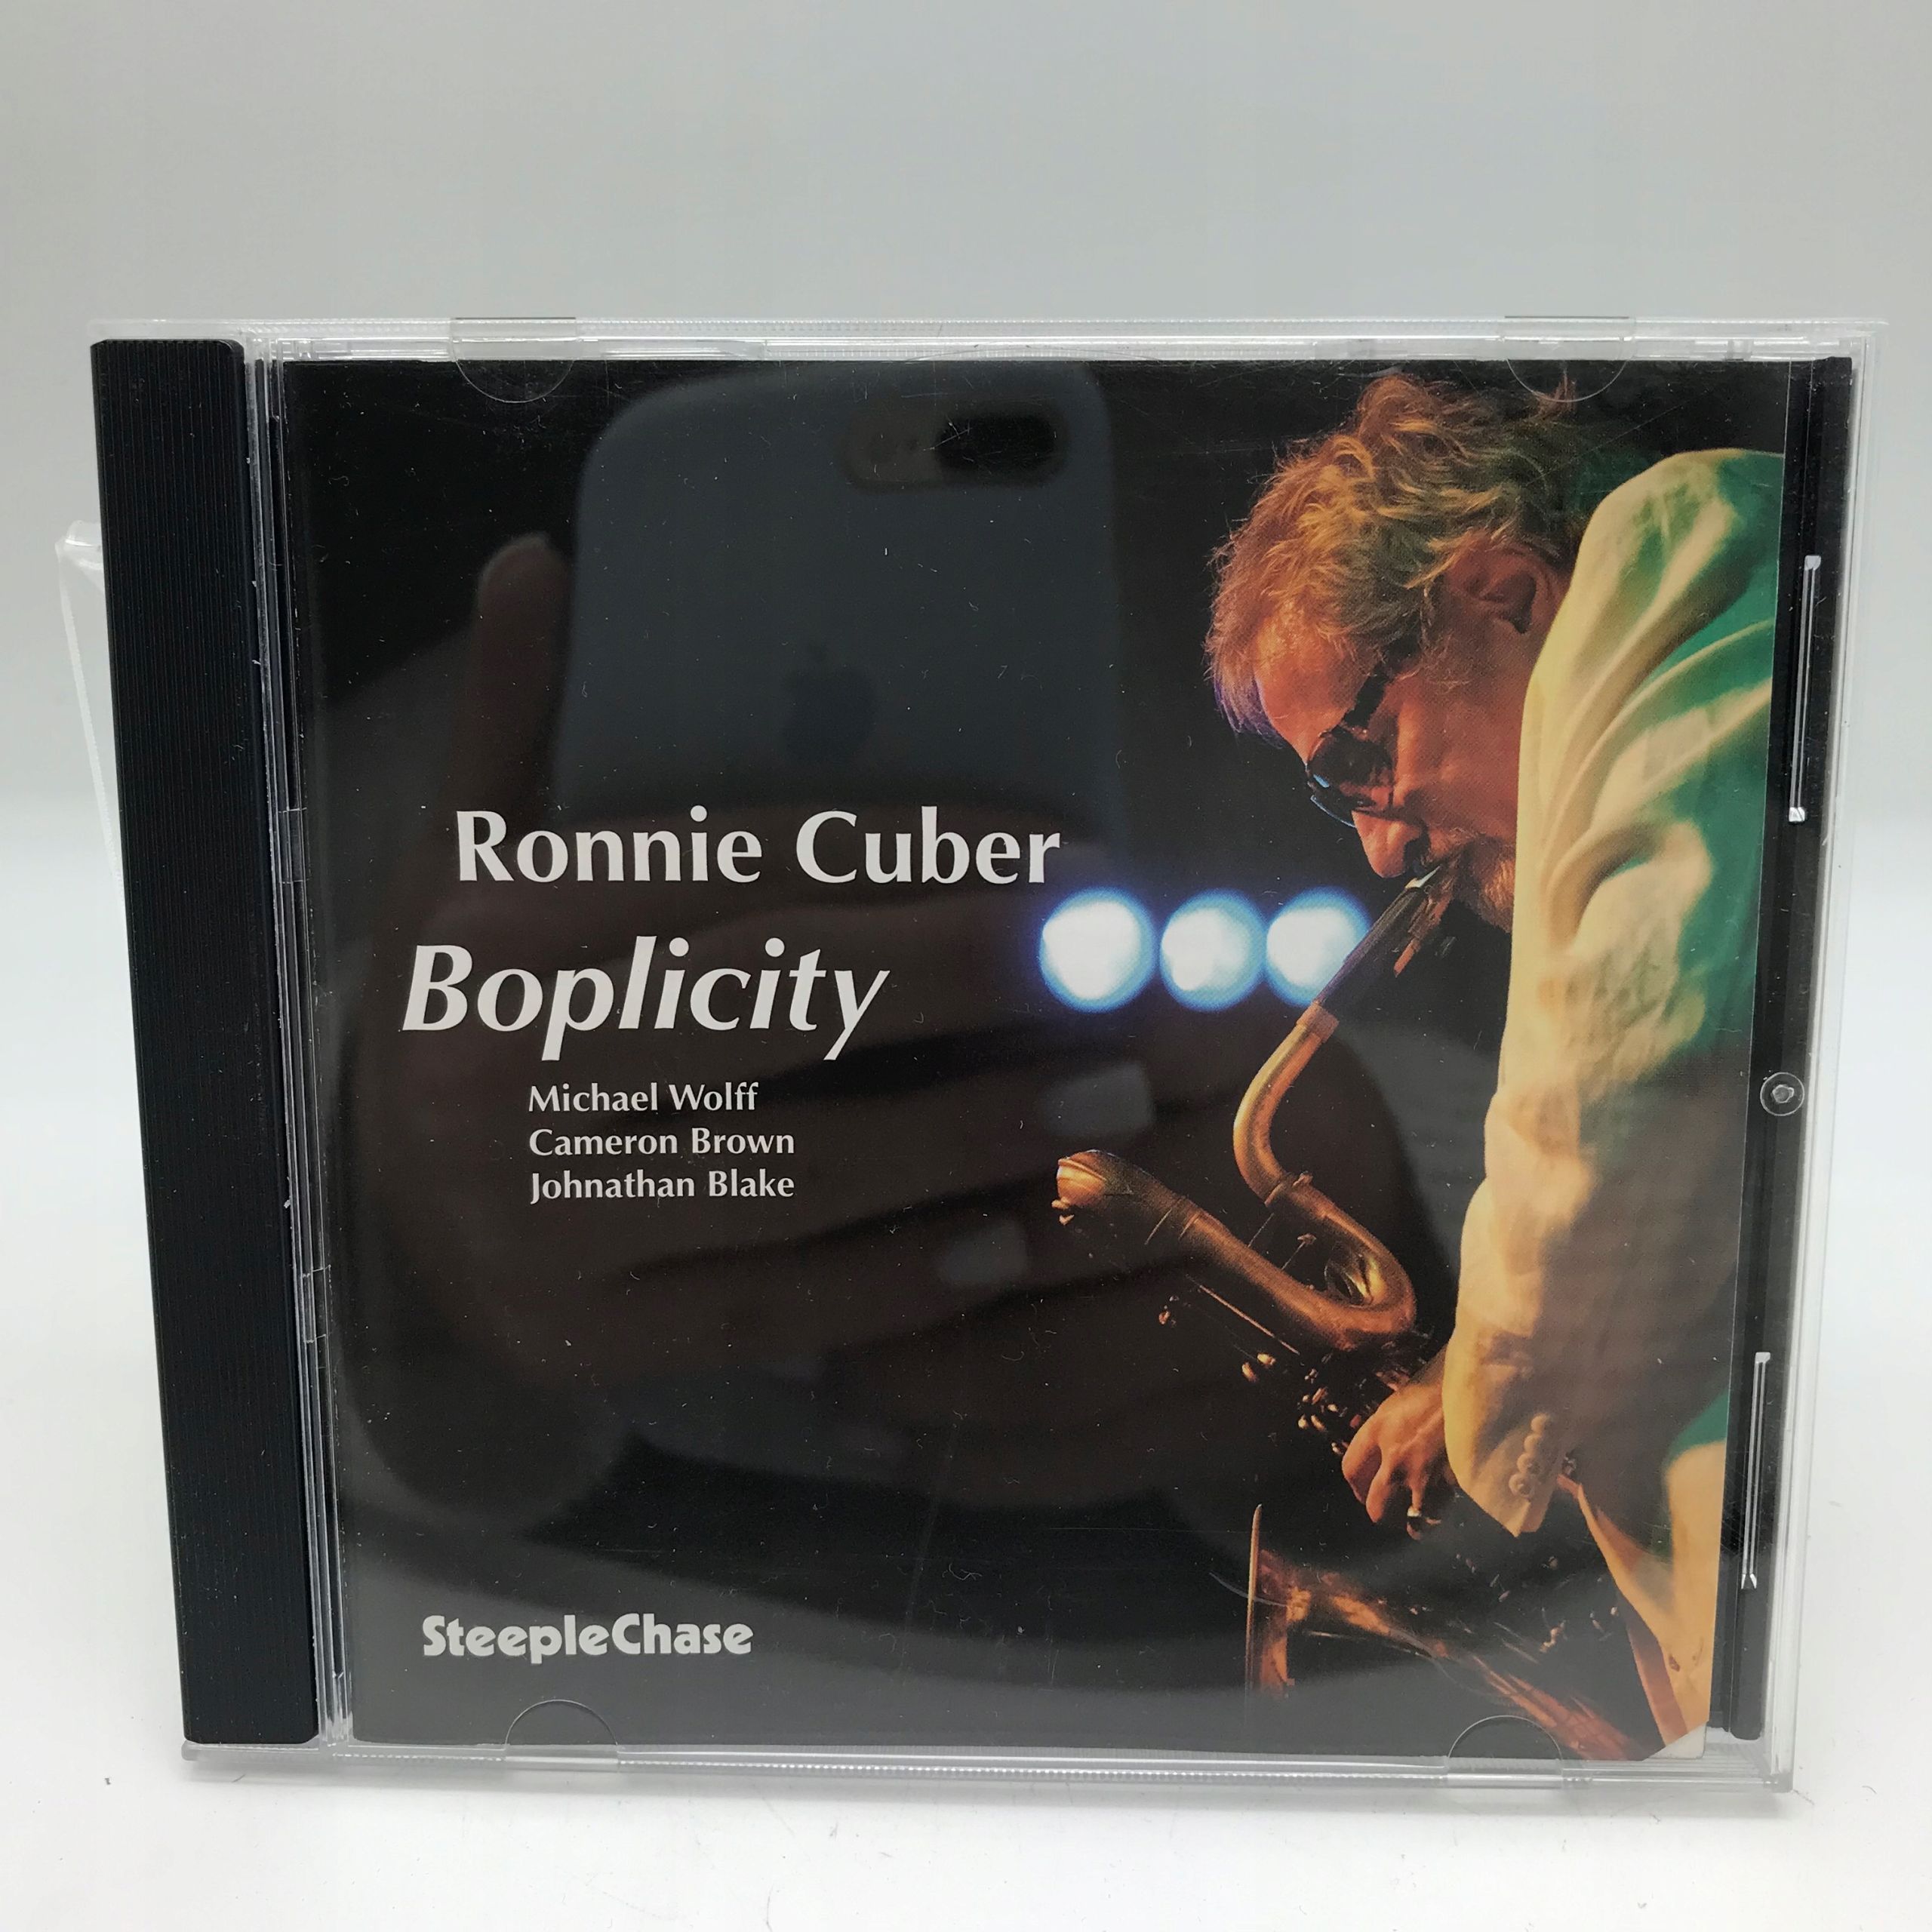 Ronnie Cuber
Boplicity
Michael Wolff
Cameron Brown
Johnathan Blake
SteepleChase